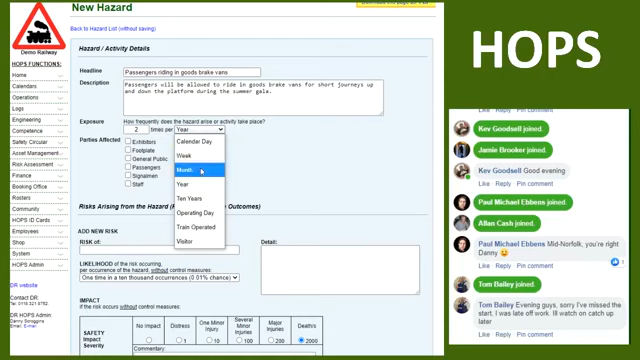 New Hazard
Demo Railway
Back to Hazard List (without saving)
HOPS FUNCTIONS:
Home
Calendars
Operations
Logs
Engineering
Competence
Safety Circular
Asset Management
Risk Assessment
Finance
Booking Office
Rosters
Community
HOPS ID Cards
Employees
Shop
System
HOPS Admin
DR website
Contact DR:
DR HOPS Admin:
Email:
Hazard / Activity Details
Headline
Passengers riding in goods brake vans
Description
Passengers will be allowed to ride in goods brake vans for short journeys up
and down the platform during the summer gala.
Exposure
How frequently does the hazard arise or activity take place?
2 times per Year
Calendar Day
Week
Month
Year
Ten Years
Operating Day
Train Operated
Visitor
Parties Affected
Exhibitors
Footplate
General Public
Passengers
Signalmen
Staff
Risks Arising from the Hazard
Outcomes)
ADD NEW RISK
RISK of:
Detail:
LIKELIHOOD of the risk occurring,
per occurrence of the hazard, without control measures:
One time in a ten thousand occurrences (0.01% chance)
IMPACT
if the risk occurs without control measures:
SAFETY
Impact
Severity
No Impact
Distress
One Minor
Injury
Several
Minor
Injuries
Major
Injuries
Death/s
0
1
10
100
200
2000
Commentary:
HOPS
Like Reply Pin comment
Kev Goodsell joined.
Jamie Brooker joined.
Kev Goodsell Good evening
Like Reply Pin comment
Paul Michael Ebbens joined.
Allan Cash joined.
Paul Michael Ebbens Mid-Norfolk, you're right
Danny 😄
Like Reply Pin comment
1
Tom Bailey joined.
Tom Bailey Evening guys, sorry I've missed the
start, I was late off work. Ill watch on catch up
later
Like Reply Pin comment